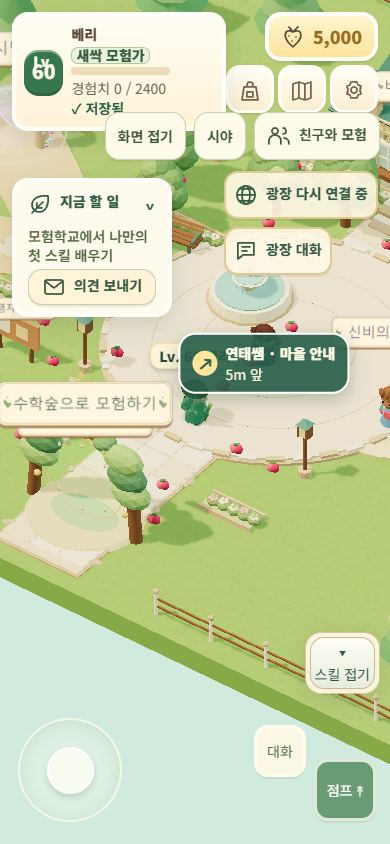 베리
새싹 모험가
Lv.
60
경험치 0 / 100
✓ 저장됨
5,000
화면 접기
시야
친구와 모험
지금 할 일
모험학교에서 나만의
첫 스킬 배우기
의견 보내기
광장 다시 연결 중
광장 대화
신비의
Lv.
연태쌤 · 마을 안내
5m 앞
수학숲으로 모험하기
스킬 접기
대화
점프